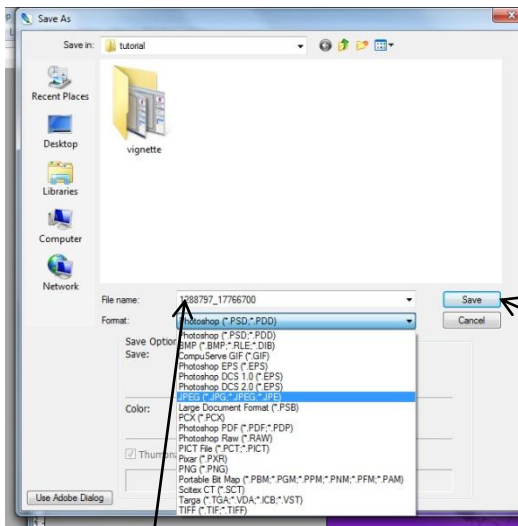 Save As
Save in:
tutorial
Recent Places
Desktop
Libraries
Computer
Network
vignette
File name:
1288797_17766700
Save
Format:
Photoshop (*.PSD;*.PDD)
Cancel
Photoshop (*.PSD;*.PDD)
BMP (*.BMP;*.RLE;*.DIB)
CompuServe GIF (*.GIF)
Photoshop EPS (*.EPS)
Photoshop DCS 1.0 (*.EPS)
Photoshop DCS 2.0 (*.EPS)
JPEG (*.JPG;*.JPEG;*.JPE)
Large Document Format (*.PSB)
PCX (*.PCX)
Photoshop PDF (*.PDF;*.PDP)
Photoshop Raw (*.RAW)
PICT File (*.PCT;*.PICT)
Pixar (*.PXR)
PNG (*.PNG)
Portable Bit Map (*.PBM;*.PGM;*.PPM;*.PNM;*.PFM;*.PAM)
Scitex CT (*.SCT)
Targa (*.TGA;*.VDA;*.ICB;*.VST)
TIFF (*.TIF;*.TIFF)
Save Option
Save:
Color:
Thumbn
Use Adobe Dialog